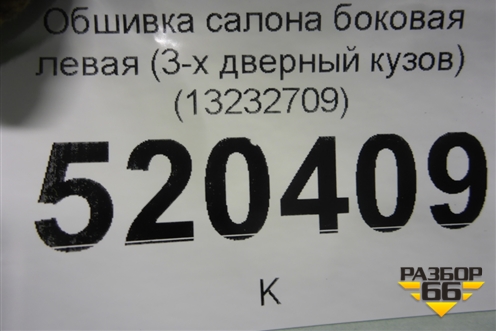 Обшивка салона боковая
левая (3-х дверный кузов)
(13232709)
520409
К
РАЗБОР
66